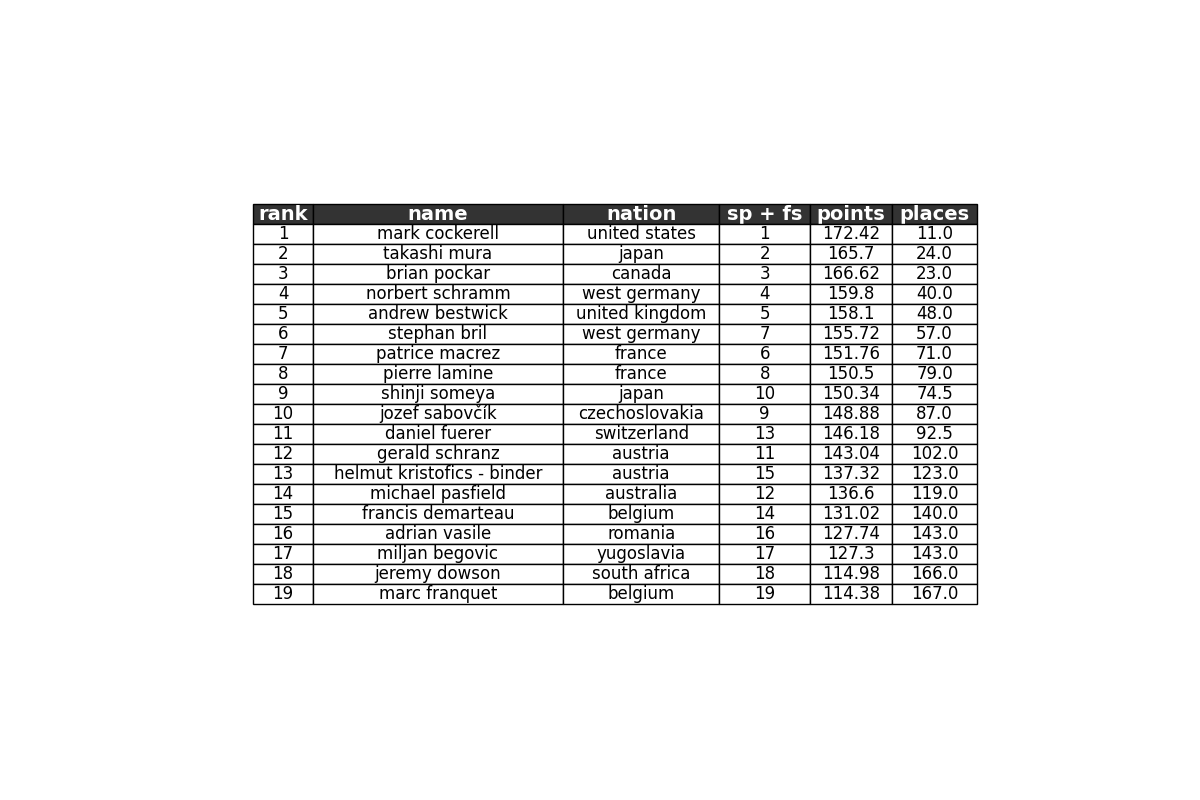 rank name nation sp + fs points places
1 mark cockerell united states 1 172.42 11.0
2 takashi mura japan 2 165.7 24.0
3 brian pockar canada 3 166.62 23.0
4 norbert schramm west germany 4 159.8 40.0
5 andrew bestwick united kingdom 5 158.1 48.0
6 stephan bril west germany 7 155.72 57.0
7 patrice macrez france 6 151.76 71.0
8 pierre lamine france 8 150.5 79.0
9 shinji someya japan 10 150.34 74.5
10 jozef sabovčík czechoslovakia 9 148.88 87.0
11 daniel fuerer switzerland 13 146.18 92.5
12 gerald schranz austria 11 143.04 102.0
13 helmut kristofics - binder austria 15 137.32 123.0
14 michael pasfield australia 12 136.6 119.0
15 francis demarteau belgium 14 131.02 140.0
16 adrian vasile romania 16 127.74 143.0
17 miljan begovic yugoslavia 17 127.3 143.0
18 jeremy dowson south africa 18 114.98 166.0
19 marc franquet belgium 19 114.38 167.0